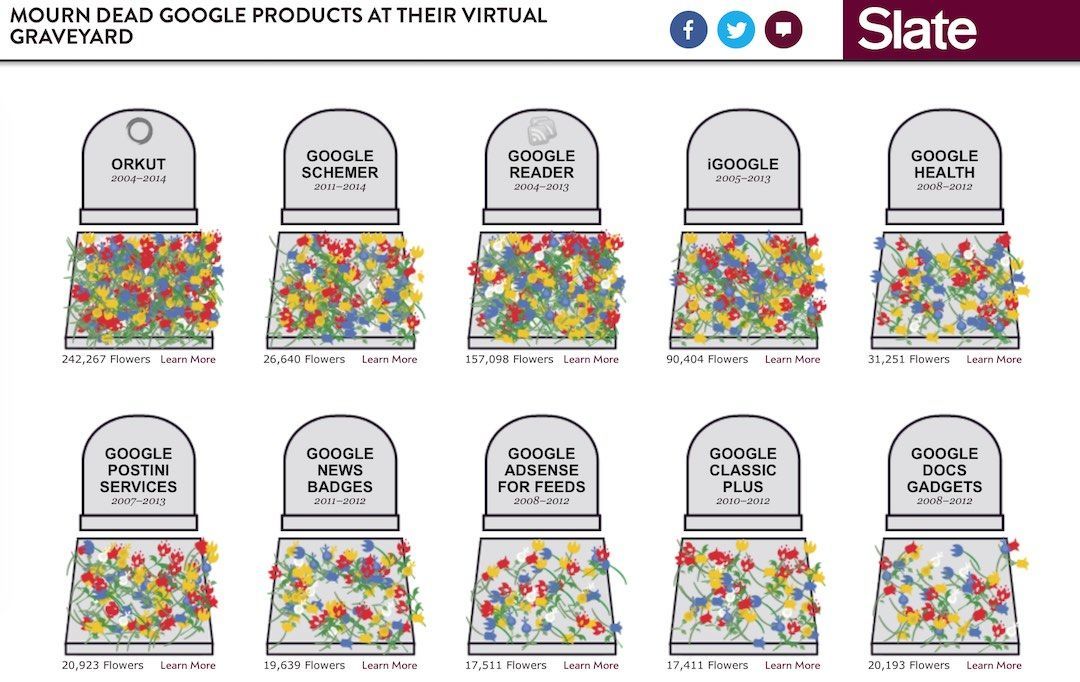 MOURN DEAD GOOGLE PRODUCTS AT THEIR VIRTUAL
GRAVEYARD
Slate
ORKUT
2004–2014
242,267 Flowers Learn More
GOOGLE
SCHEMER
2011–2014
26,640 Flowers Learn More
GOOGLE
READER
2004–2013
157,098 Flowers Learn More
iGOOGLE
2005–2013
90,404 Flowers Learn More
GOOGLE
HEALTH
2008–2012
31,251 Flowers Learn More
GOOGLE
POSTINI
SERVICES
2007–2013
20,923 Flowers Learn More
GOOGLE
NEWS
BADGES
2011–2012
19,639 Flowers Learn More
GOOGLE
ADSENSE
FOR FEEDS
2008–2012
17,511 Flowers Learn More
GOOGLE
CLASSIC
PLUS
2010–2012
17,411 Flowers Learn More
GOOGLE
DOCS
GADGETS
2008–2012
20,193 Flowers Learn More